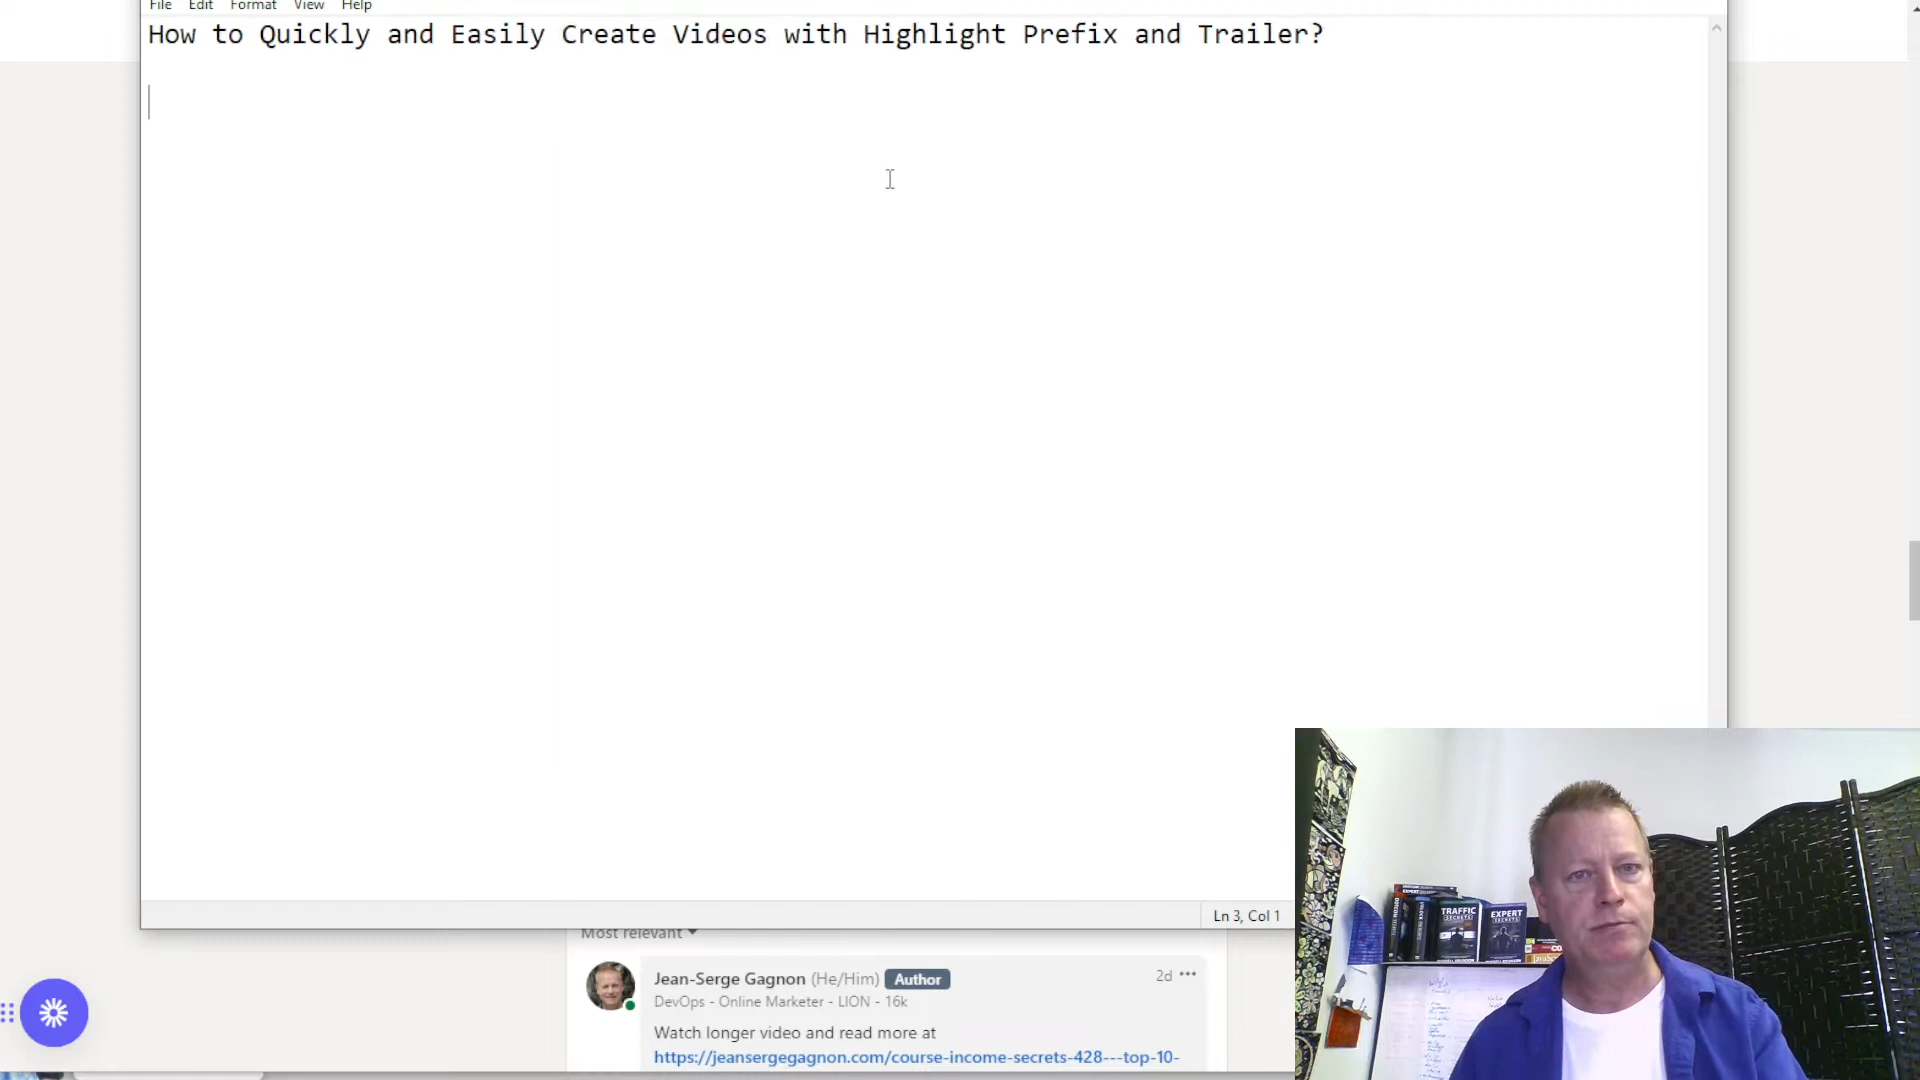 File Edit Format View Help
How to Quickly and Easily Create Videos with Highlight Prefix and Trailer?
Ln 3, Col 1
Most relevant
Jean-Serge Gagnon (He/Him) Author 2d
DevOps - Online Marketer - LION - 16k
Watch longer video and read more at
https://jeansergegagnon.com/course-income-secrets-428---top-10-
TRAFFIC
SECRETS
EXPERT
SECRETS